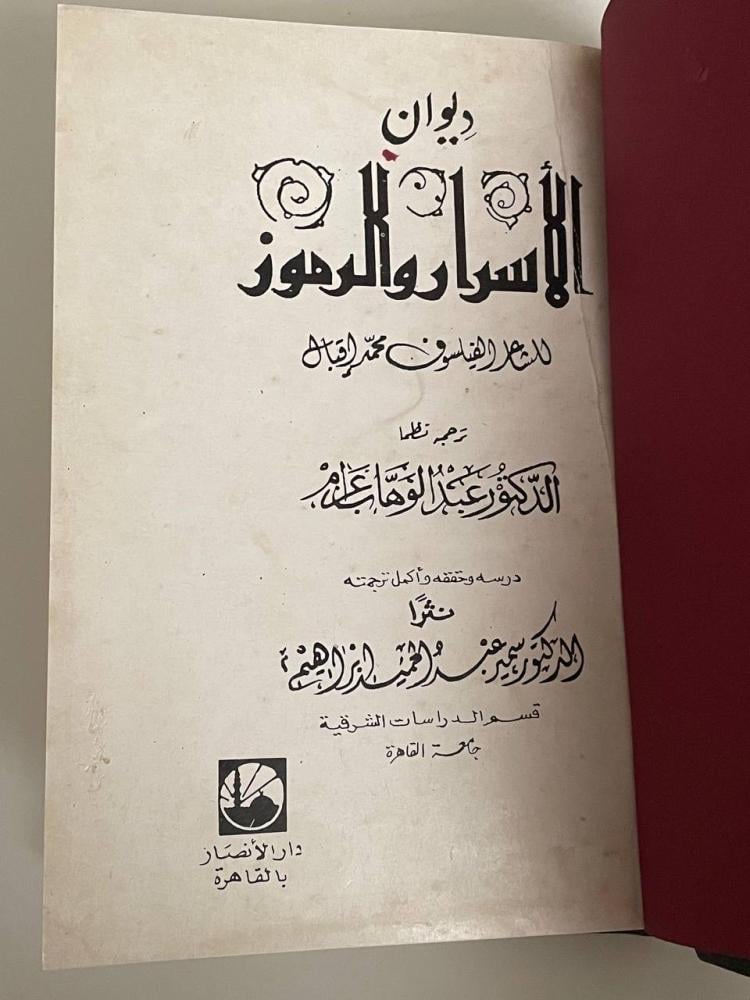 ديوان
الأسرار والرموز
للشاعر الفيلسوف محمد إقبال
ترجمه نظما
الدكتور عبد الوهاب عزام
درسه وحققه وأكمل ترجمته
نثرًا
الدكتور سمير عبد الحميد إبراهيم
قسم الدراسات الشرقية
جامعة القاهرة
دار الأنصار
بالقاهرة